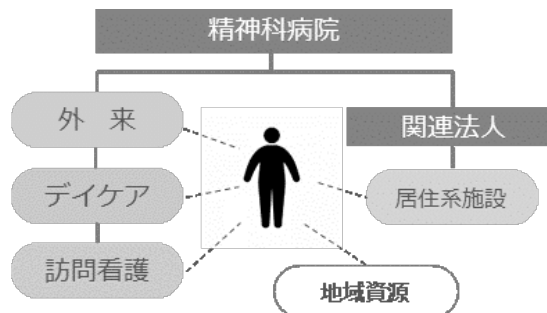 精神科病院
外　来
関連法人
デイケア
居住系施設
訪問看護
地域資源